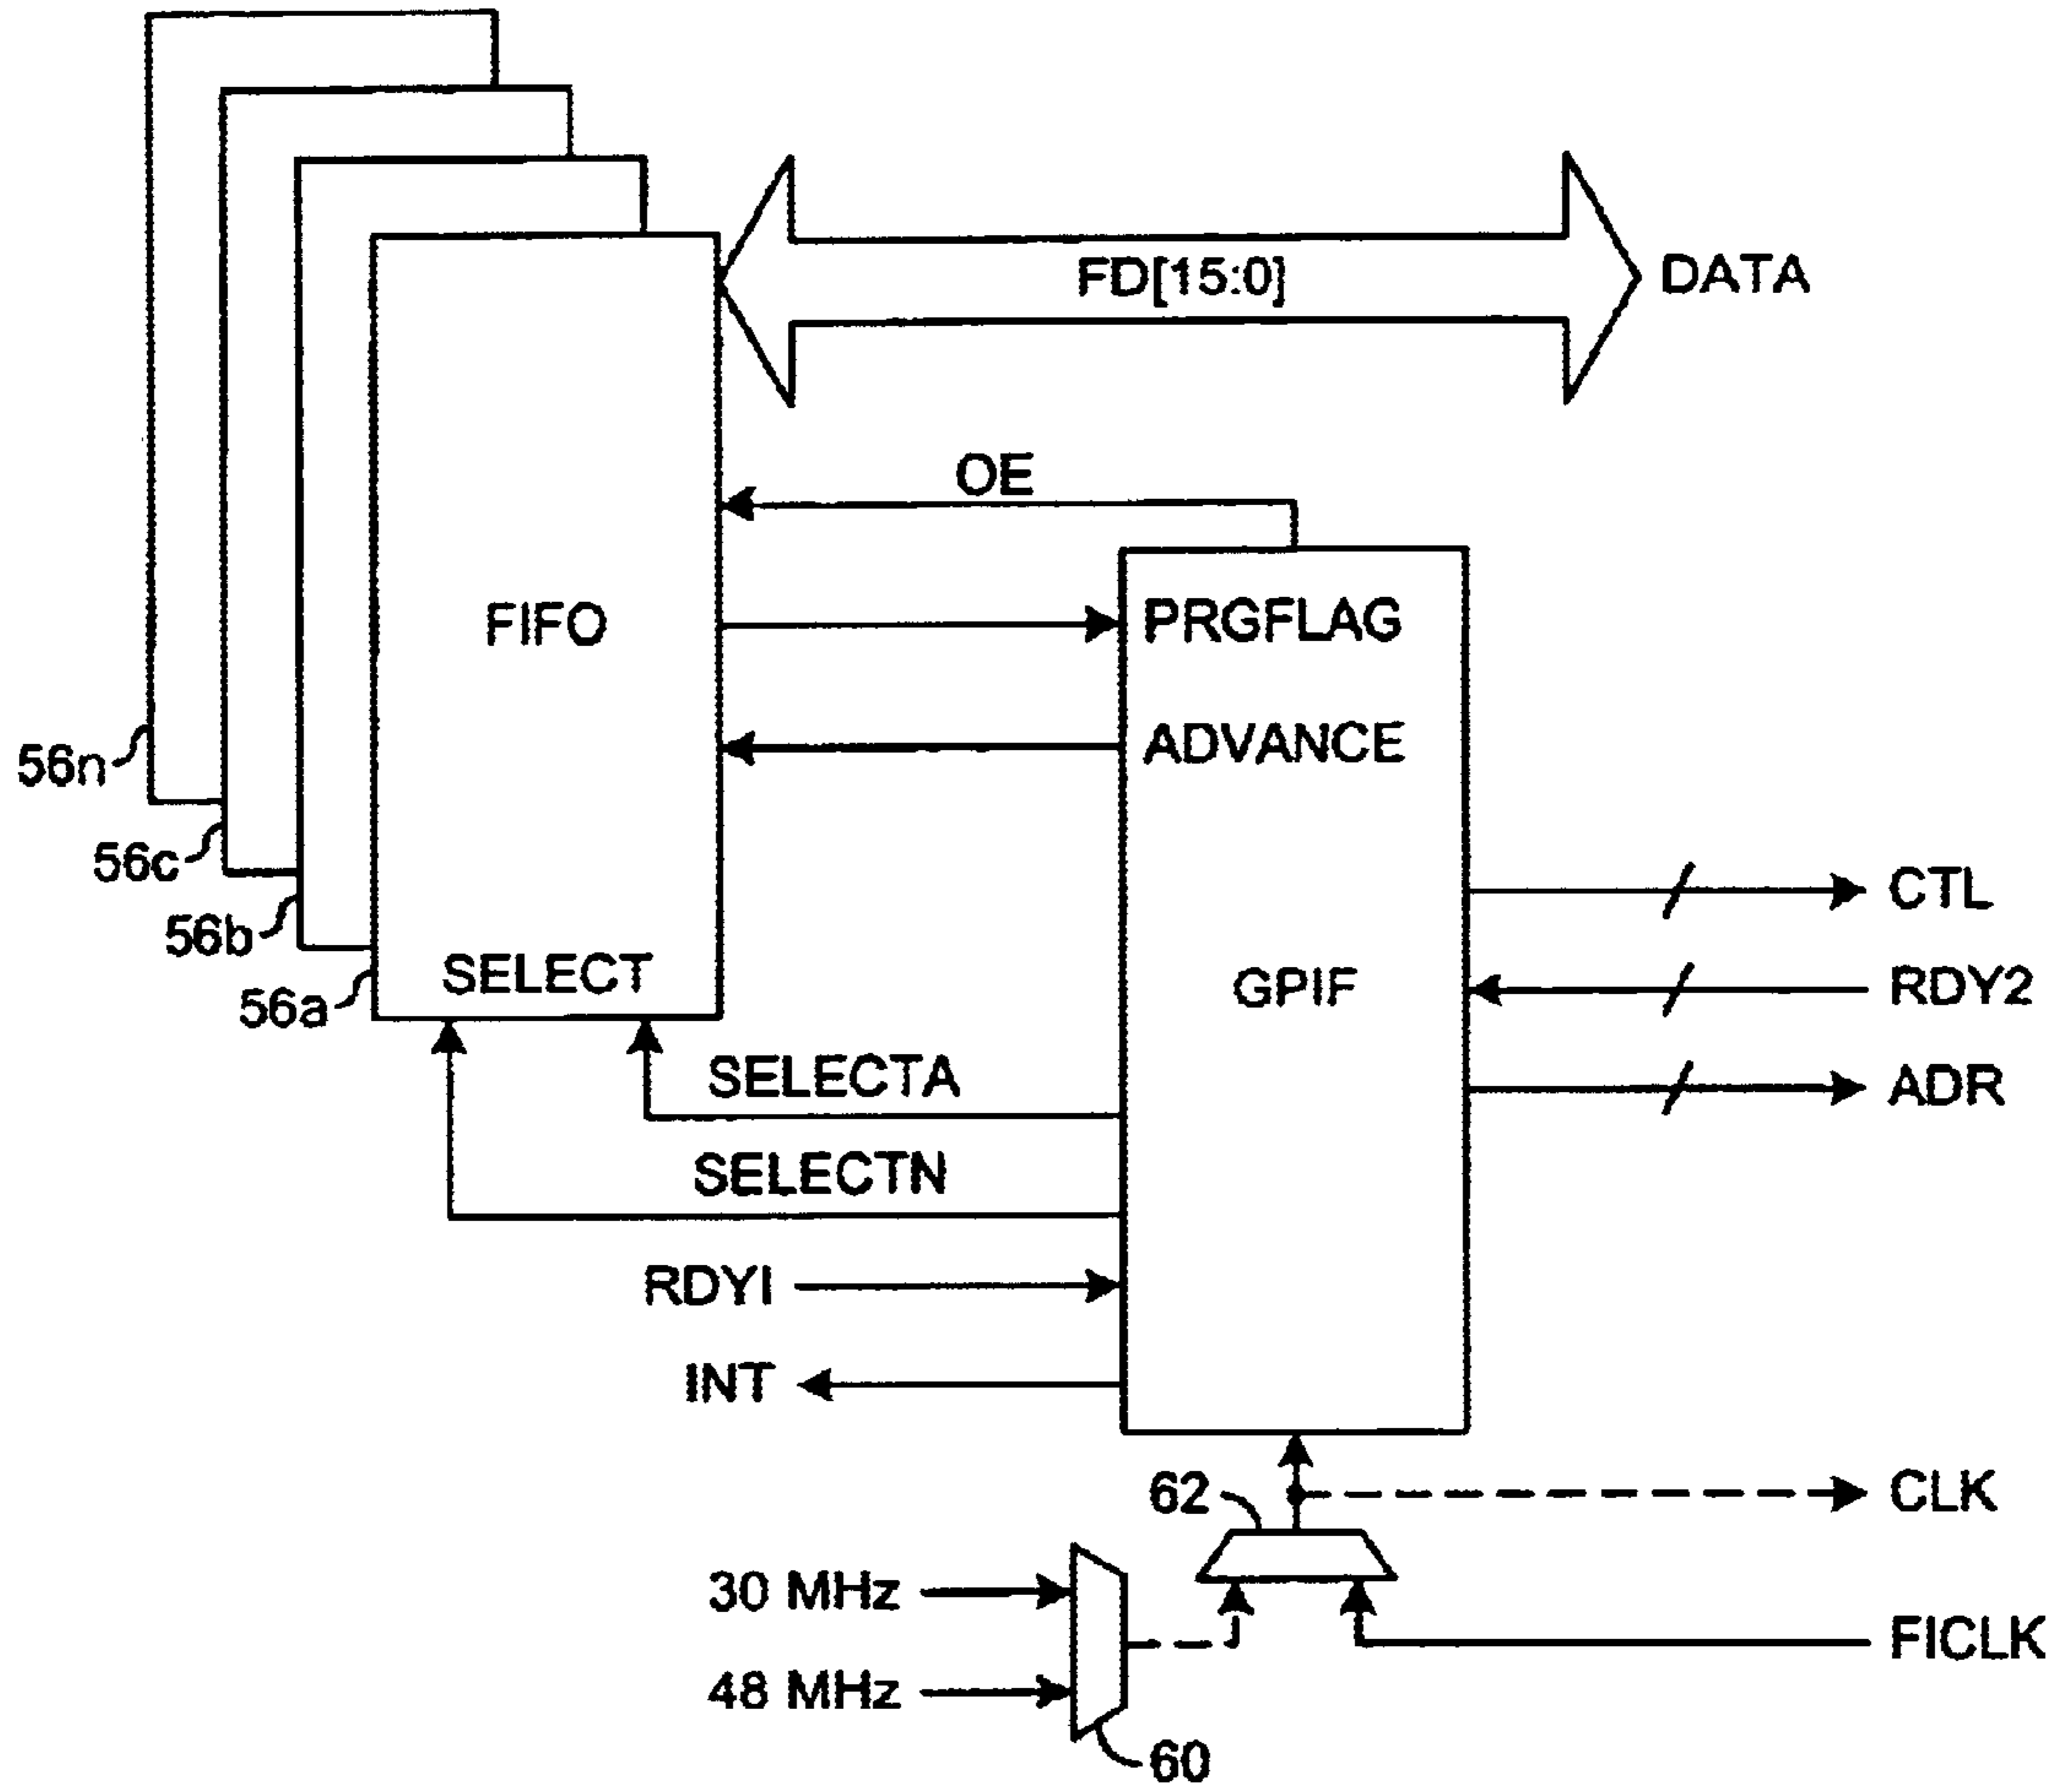 FD[15:0]
DATA
OE
FIFO
PRGFLAG
ADVANCE
56n
56c
56b
56a
SELECT
CTL
GPIF
RDY2
ADR
SELECTA
SELECTN
RDYI
INT
62
CLK
30 MHz
FICLK
48 MHz
60